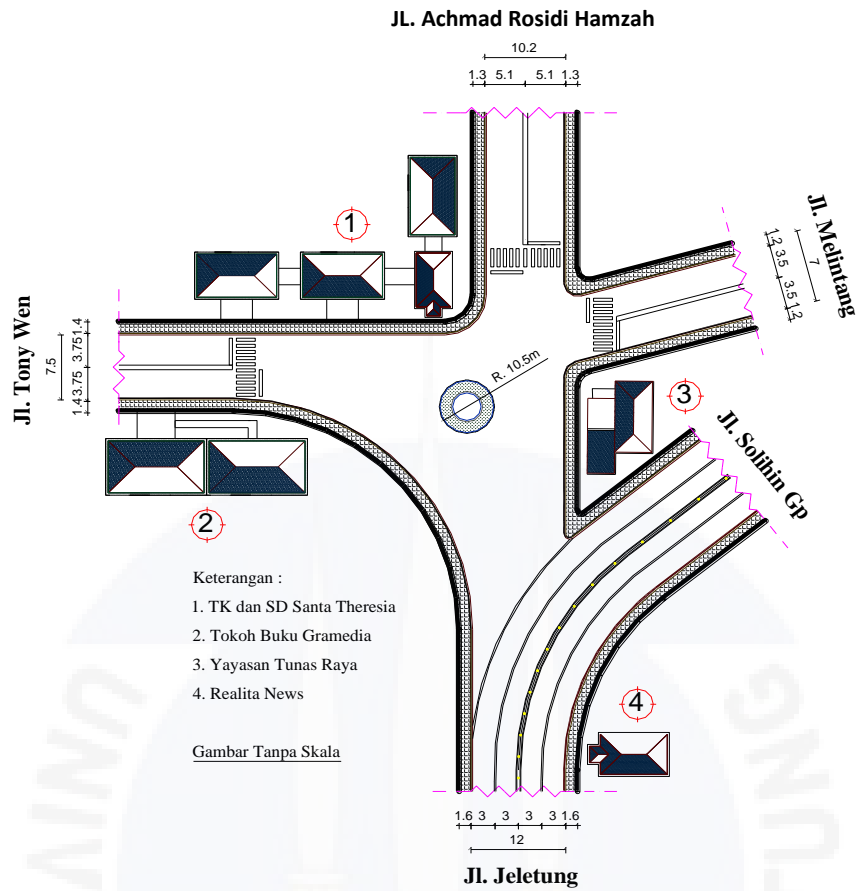 JL. Achmad Rosidi Hamzah
10.2
1.3 5.1 5.1 1.3
1
Jl. Melintang
1.2 3.5 3.5 1.2
7
Jl. Tony Wen
7.5
1.4 3.75 3.75 1.4
R. 10.5m
3
Jl. Solihin Gp
2
Keterangan :
1. TK dan SD Santa Theresia
2. Tokoh Buku Gramedia
3. Yayasan Tunas Raya
4. Realita News
4
Gambar Tanpa Skala
1.6 3 3 3 3 1.6
12
Jl. Jeletung
UNIV
UNG